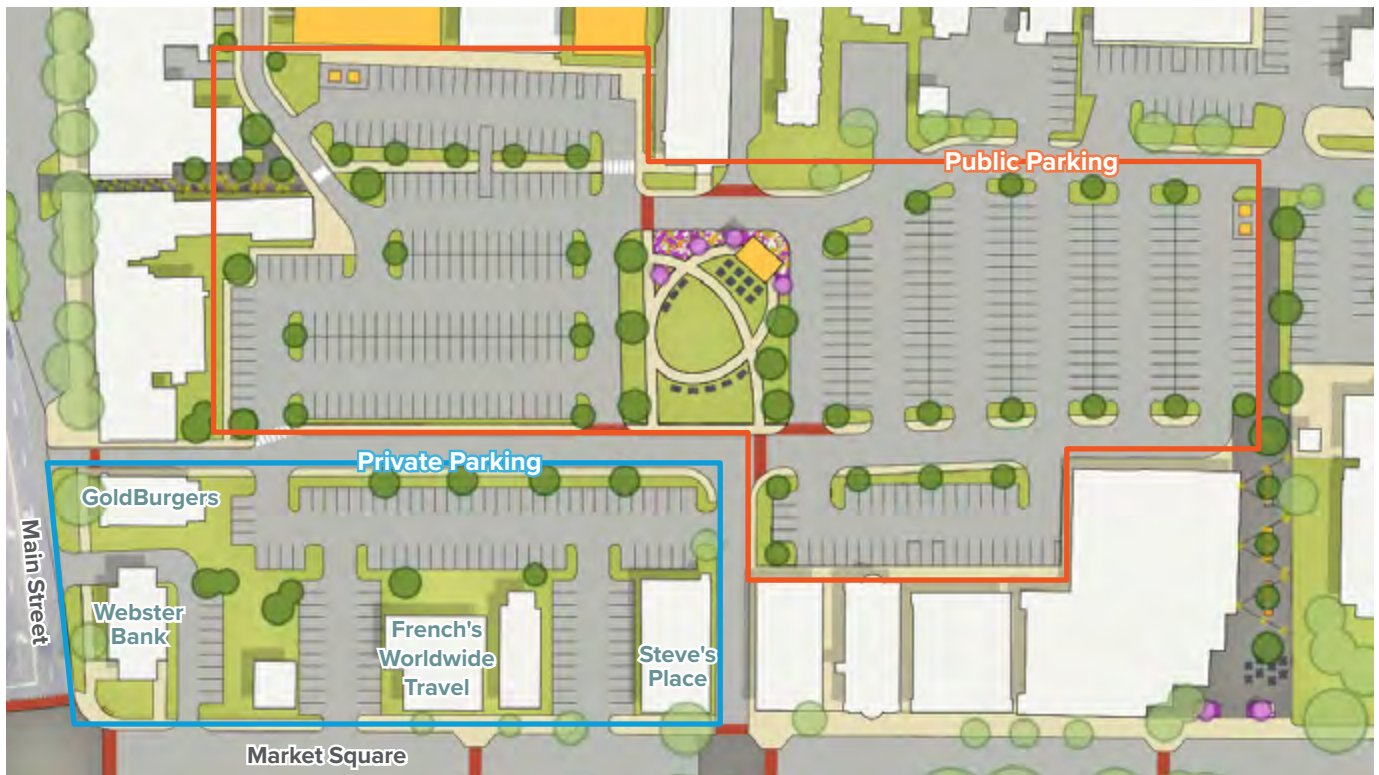 Public Parking
Private Parking
GoldBurgers
Main Street
Webster
Bank
French's
Worldwide
Travel
Steve's
Place
Market Square